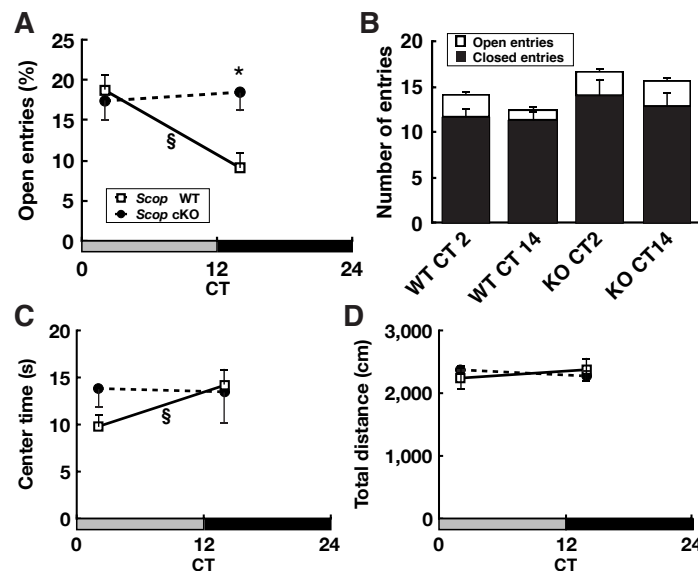 A
Open entries (%)
25
20
15
10
5
0
*
§
Scop WT
Scop cKO
0
12
24
CT
B
Number of entries
20
15
10
5
0
Open entries
Closed entries
WT CT 2
WT CT 14
KO CT2
KO CT14
C
Center time (s)
20
15
10
5
0
§
0
12
24
CT
D
Total distance (cm)
3,000
2,000
1,000
0
0
12
24
CT